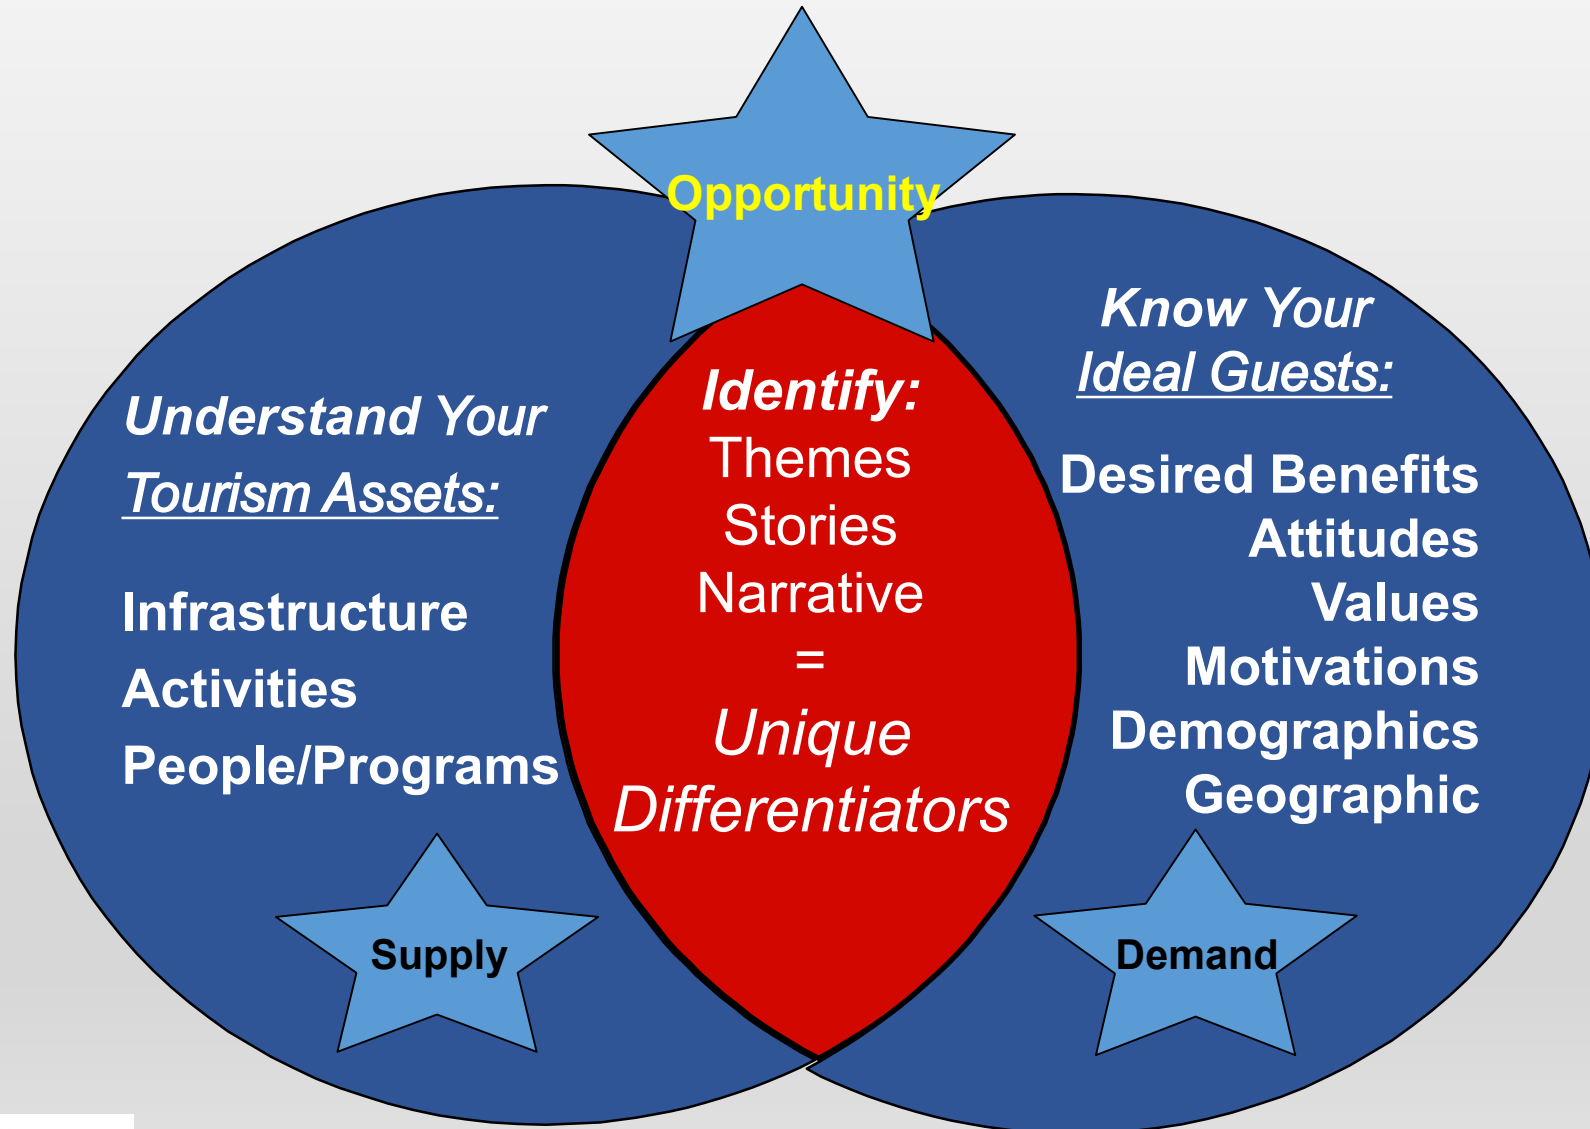 Opportunity
Understand Your
Tourism Assets:
Infrastructure
Activities
People/Programs
Supply
Identify:
Themes
Stories
Narrative
=
Unique
Differentiators
Know Your
Ideal Guests:
Desired Benefits
Attitudes
Values
Motivations
Demographics
Geographic
Demand